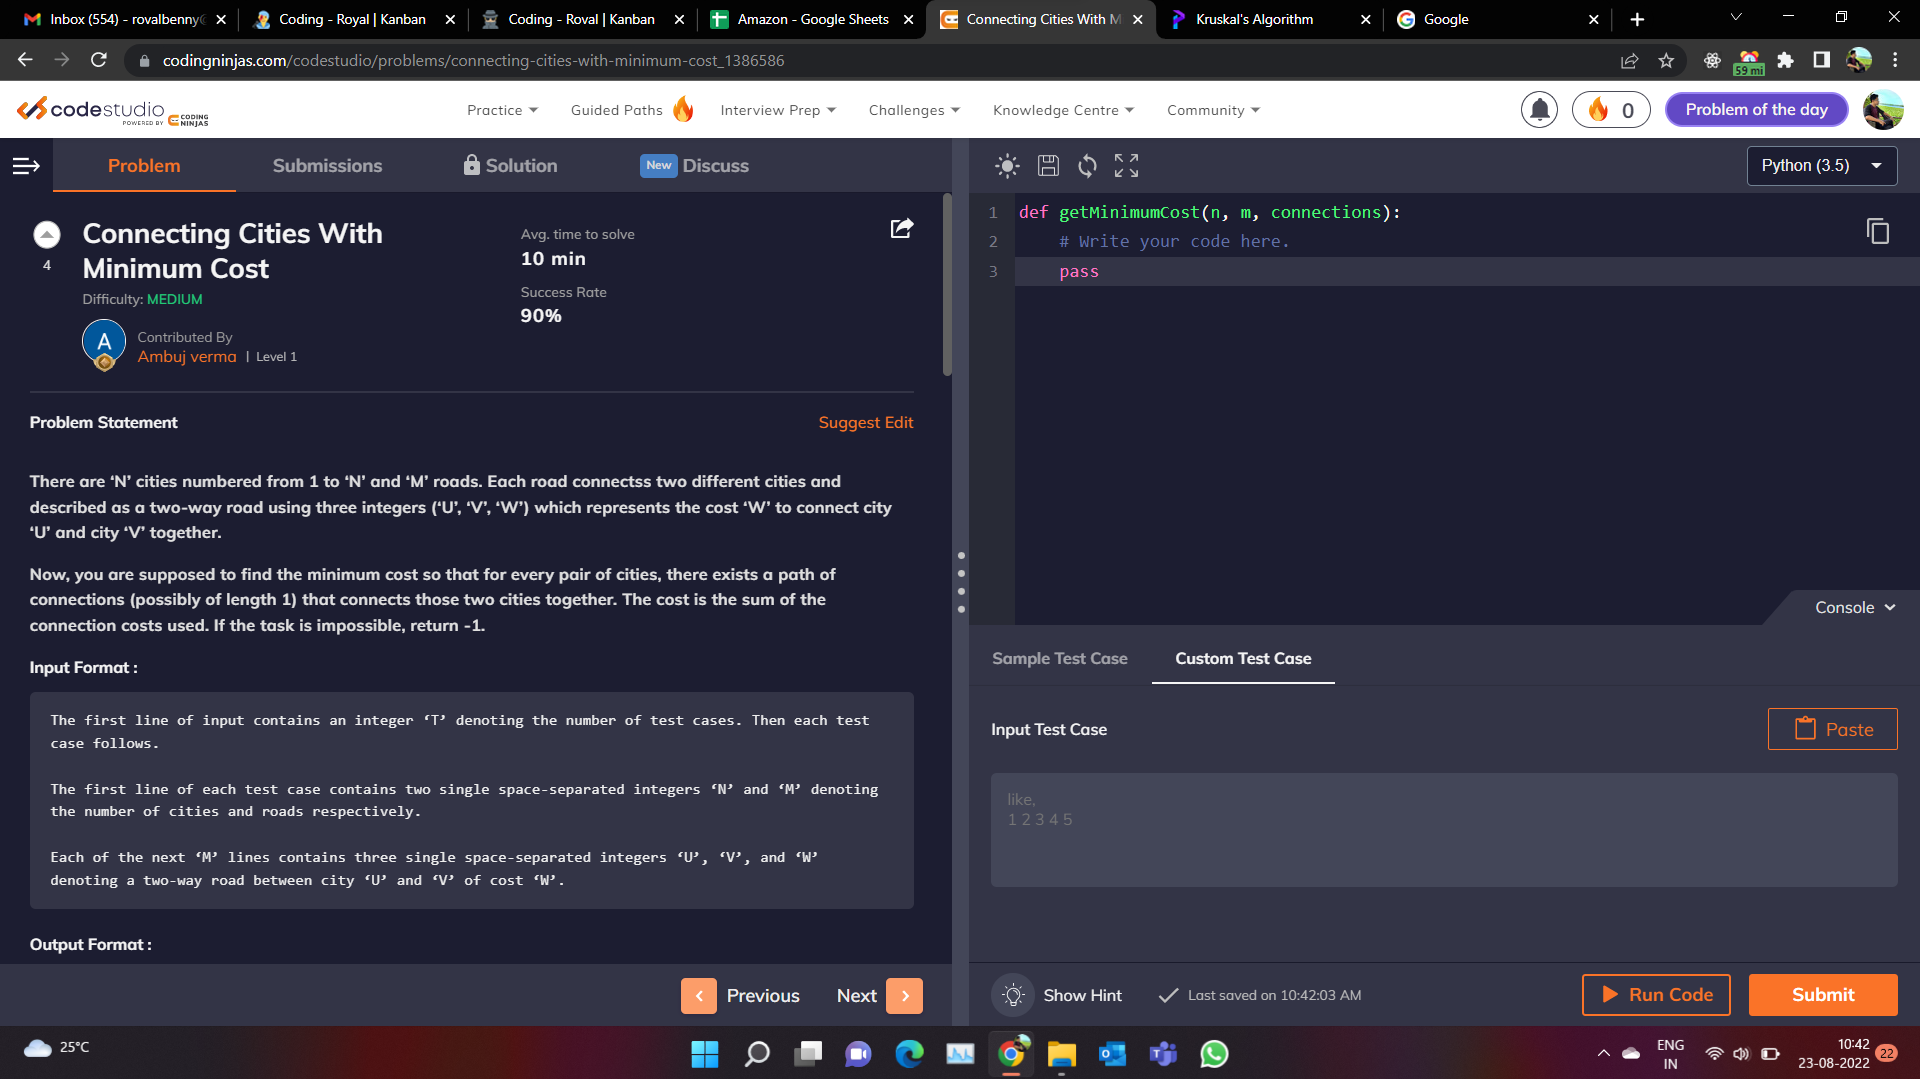 Inbox (554) - rovalbenny@
Coding - Royal | Kanban
Coding - Roval | Kanban
Amazon - Google Sheets
Connecting Cities With M
Kruskal's Algorithm
Google
codingninjas.com/codestudio/problems/connecting-cities-with-minimum-cost_1386586
59 mi
codestudio
POWERED BY CODING NINJAS
Practice
Guided Paths
Interview Prep
Challenges
Knowledge Centre
Community
0
Problem of the day
Problem
Submissions
Solution
New Discuss
Python (3.5)
4
Connecting Cities With
Minimum Cost
Difficulty: MEDIUM
A
Contributed By
Ambuj verma | Level 1
Avg. time to solve
10 min
Success Rate
90%
Problem Statement
Suggest Edit
There are ‘N’ cities numbered from 1 to ‘N’ and ‘M’ roads. Each road connectss two different cities and
described as a two-way road using three integers (‘U’, ‘V’, ‘W’) which represents the cost ‘W’ to connect city
‘U’ and city ‘V’ together.
Now, you are supposed to find the minimum cost so that for every pair of cities, there exists a path of
connections (possibly of length 1) that connects those two cities together. The cost is the sum of the
connection costs used. If the task is impossible, return -1.
Input Format :
The first line of input contains an integer ‘T’ denoting the number of test cases. Then each test
case follows.
The first line of each test case contains two single space-separated integers ‘N’ and ‘M’ denoting
the number of cities and roads respectively.
Each of the next ‘M’ lines contains three single space-separated integers ‘U’, ‘V’, and ‘W’
denoting a two-way road between city ‘U’ and ‘V’ of cost ‘W’.
Output Format :
Previous
Next
1 def getMinimumCost(n, m, connections):
2 # Write your code here.
3 pass
Console
Sample Test Case
Custom Test Case
Input Test Case
Paste
like,
1 2 3 4 5
Show Hint
Last saved on 10:42:03 AM
Run Code
Submit
25°C
ENG
IN
10:42
23-08-2022
22